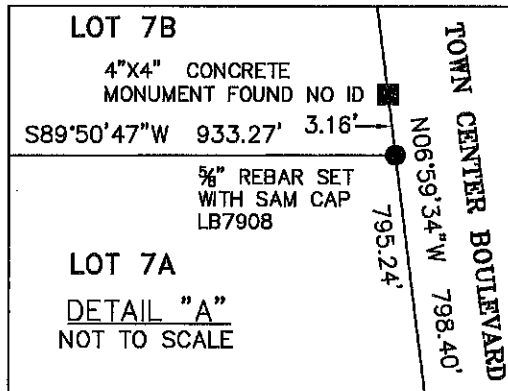 LOT 7B
4"X4" CONCRETE
MONUMENT FOUND NO ID
S89°50'47"W 933.27' 3.16'
⅝" REBAR SET
WITH SAM CAP
LB7908
LOT 7A
DETAIL "A"
NOT TO SCALE
795.24'
N06°59'34"W 798.40'
TOWN CENTER BOULEVARD